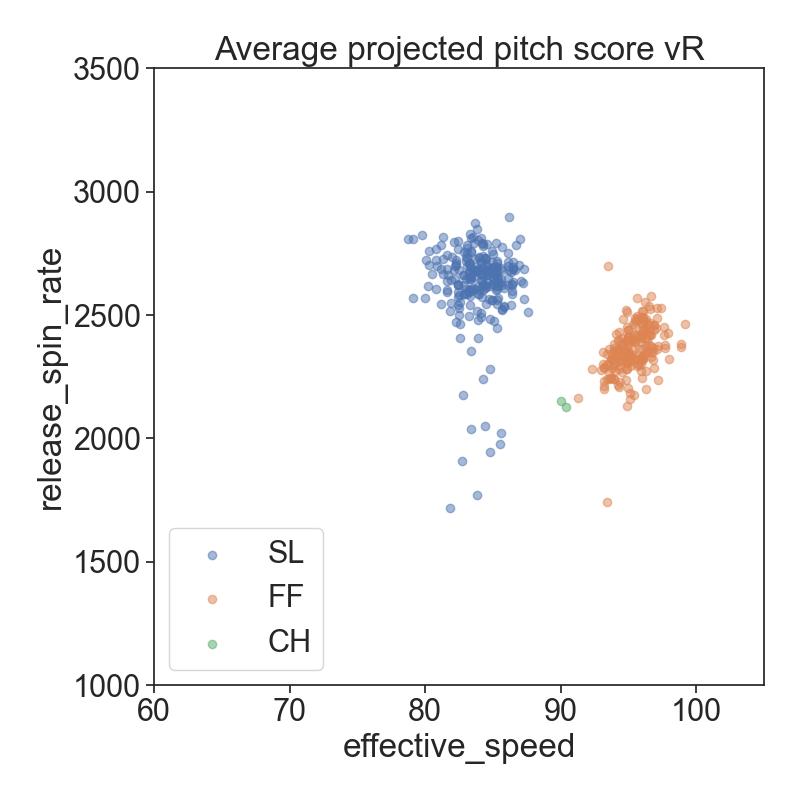 Average projected pitch score vR
3500
3000
2500
2000
1500
1000
release_spin_rate
SL
FF
CH
60 70 80 90 100
effective_speed